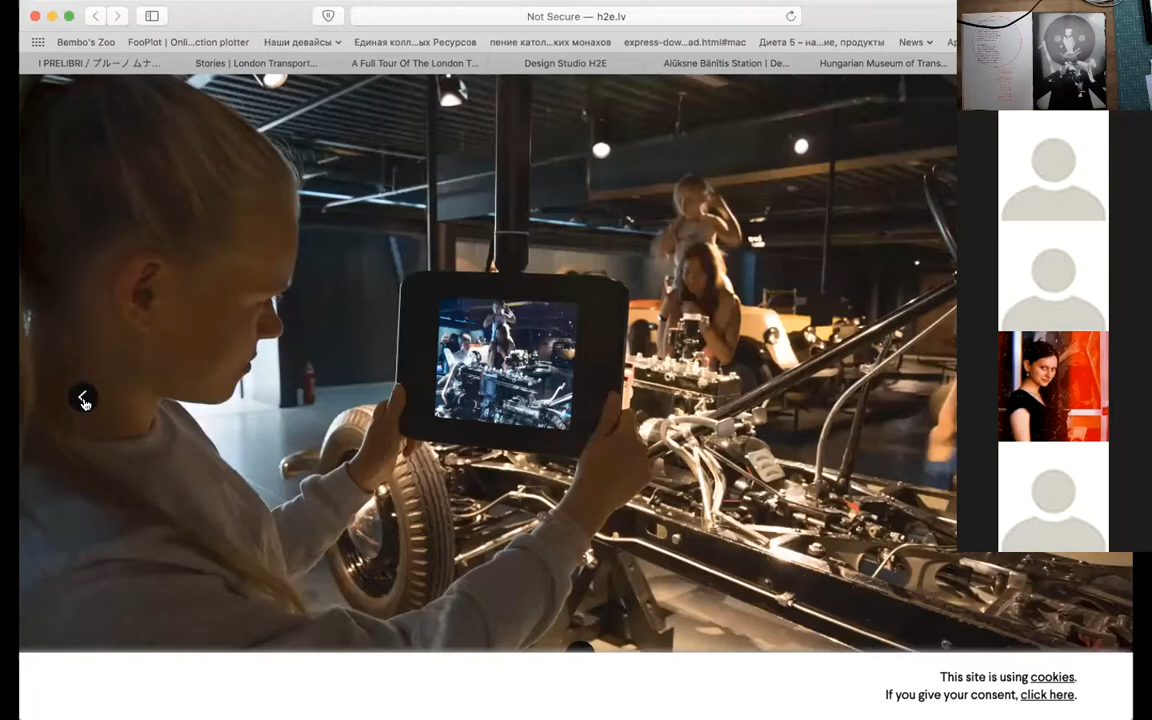 Not Secure — h2e.lv
Bembo's Zoo
FooPlot | Onli...ction plotter
Наши девайсы
Единая колл...ых Ресурсов
пение катол...ких монахов
express-dow...ad.html#mac
Диета 5 – на...ие, продукты
News
I PRELIBRI / ブルーノ ムナ...
Stories | London Transport...
A Full Tour Of The London T...
Design Studio H2E
Alūksne Bānītis Station | De...
Hungarian Museum of Trans...
This site is using cookies.
If you give your consent, click here.